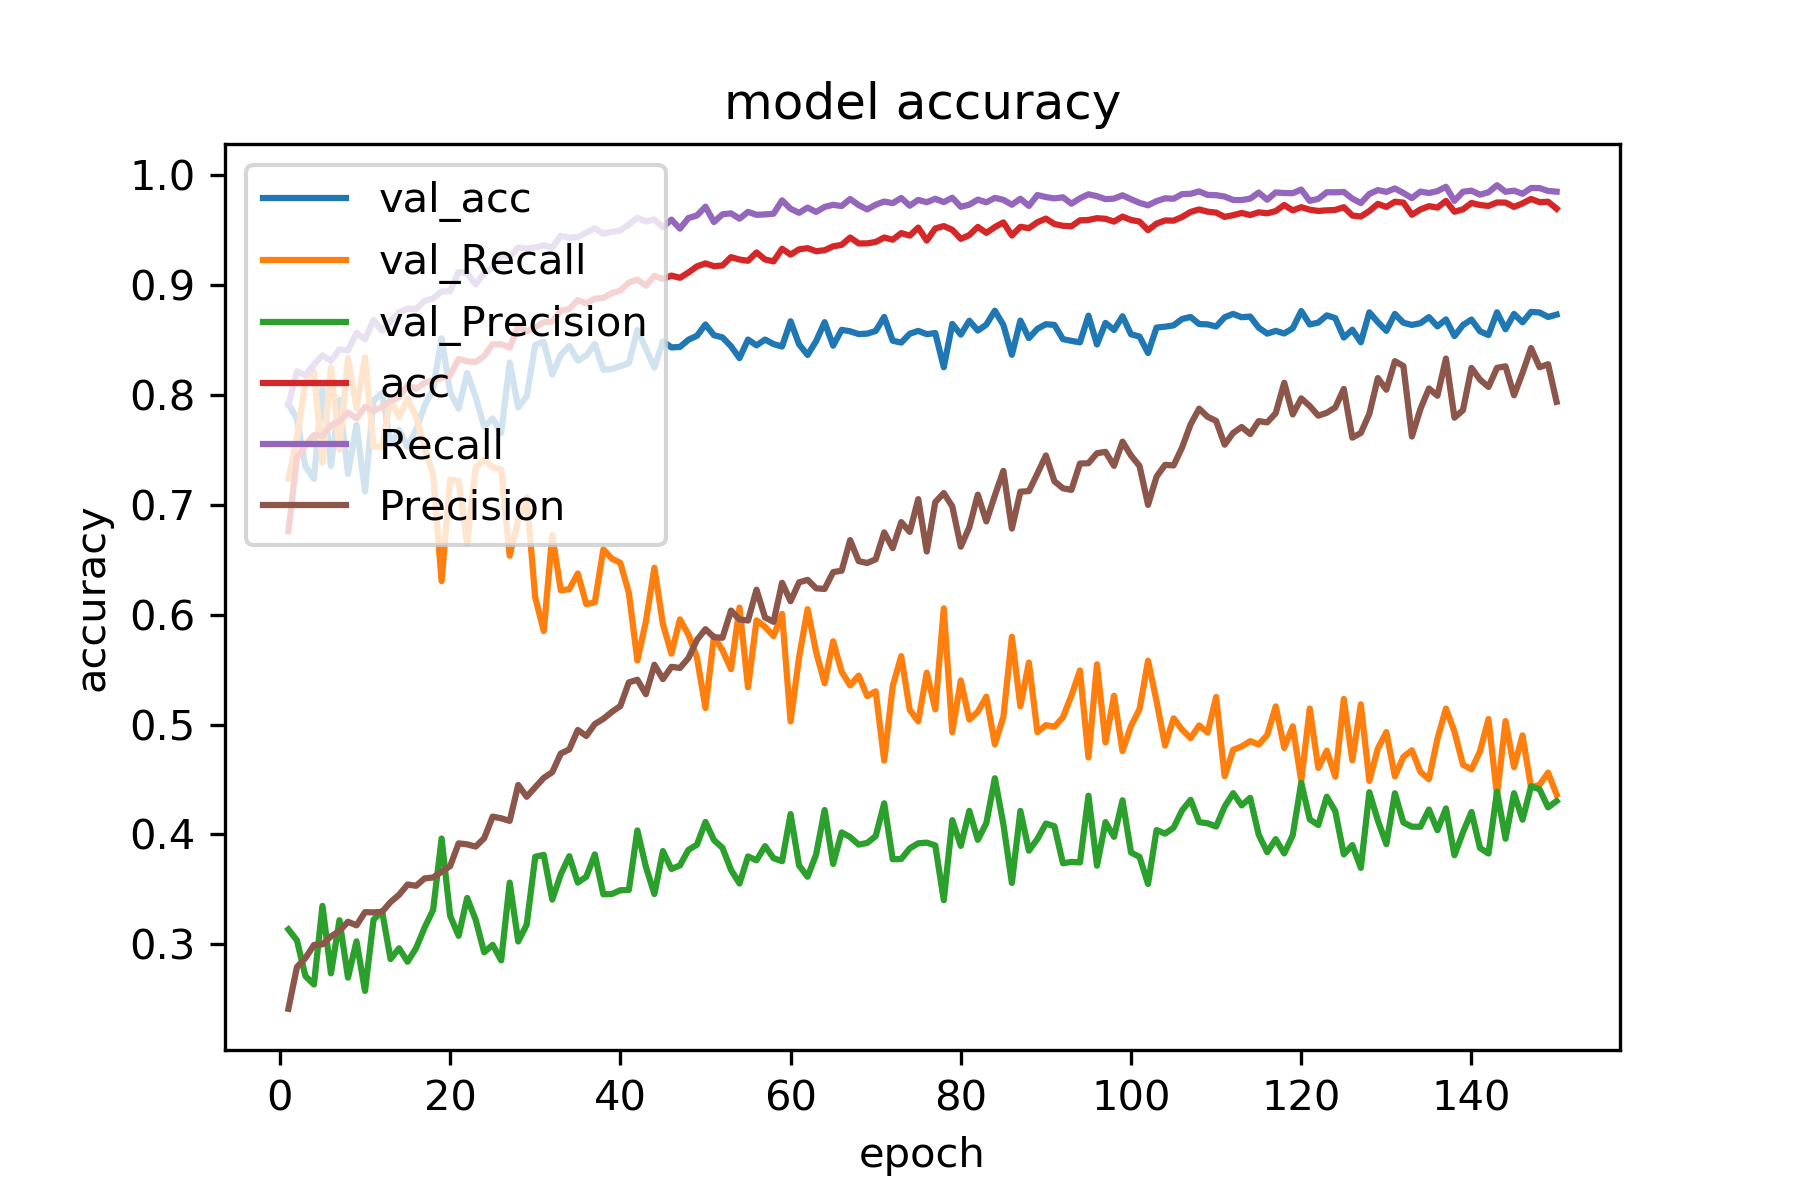 model accuracy
val_acc
val_Recall
val_Precision
acc
Recall
Precision
accuracy
1.0
0.9
0.8
0.7
0.6
0.5
0.4
0.3
0 20 40 60 80 100 120 140
epoch